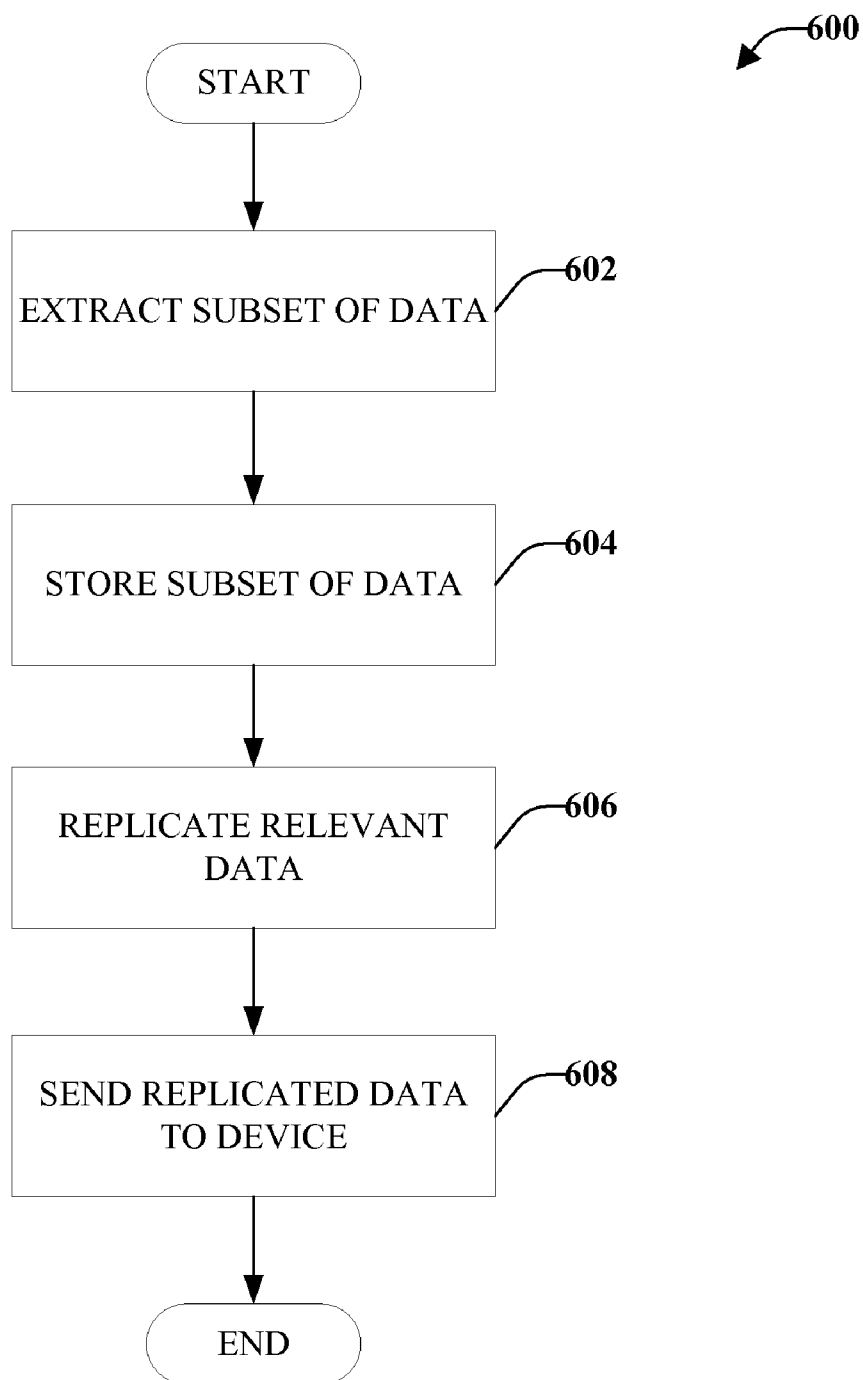 600
START
602
EXTRACT SUBSET OF DATA
604
STORE SUBSET OF DATA
606
REPLICATE RELEVANT
DATA
608
SEND REPLICATED DATA
TO DEVICE
END